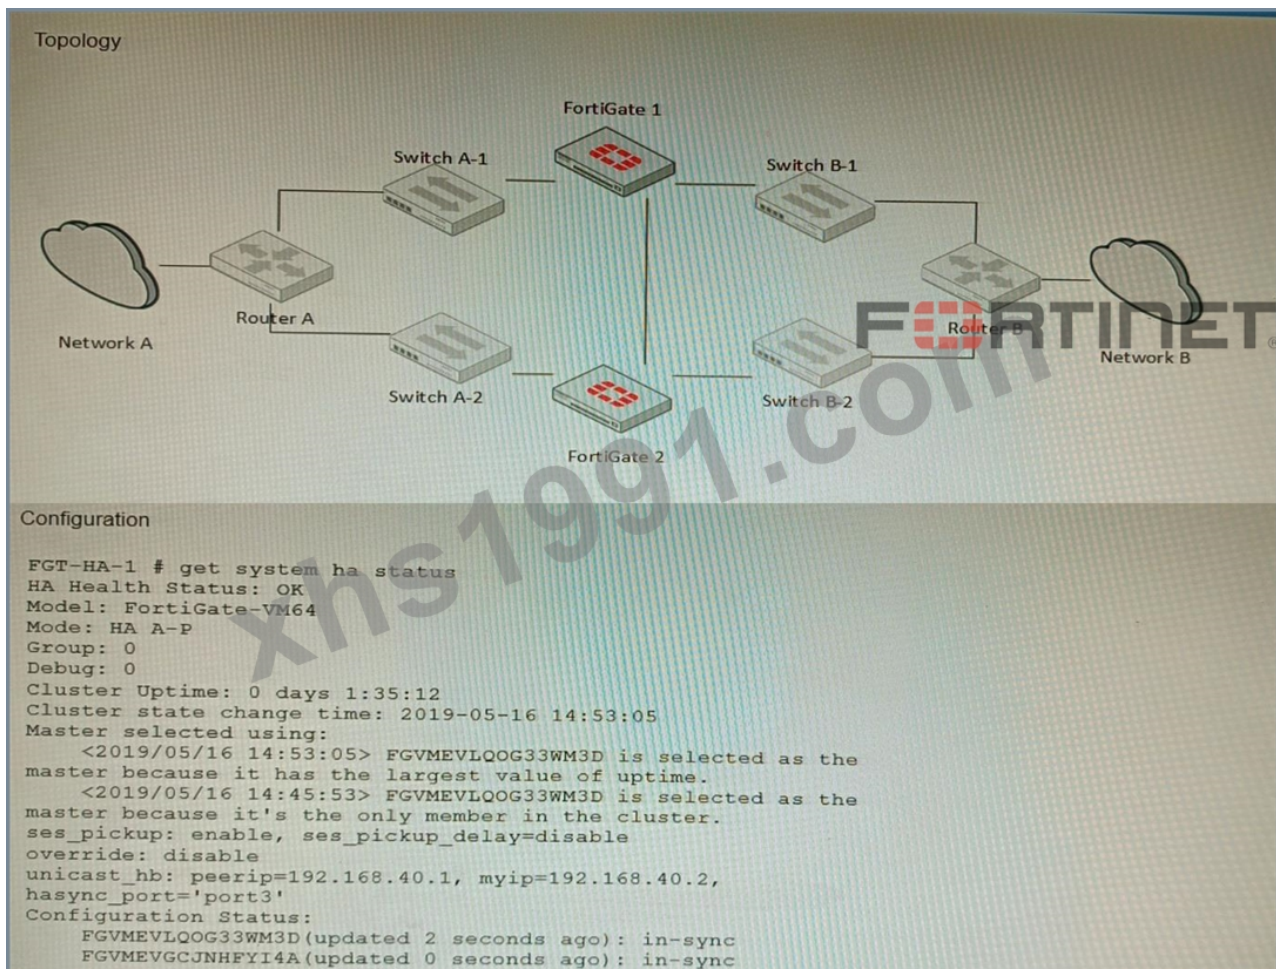 Topology
FortiGate 1
Switch A-1
Switch B-1
Router A
Router B
Network A
Network B
FORTINET
Switch A-2
Switch B-2
FortiGate 2
xhs1991.com
Configuration
FGT-HA-1 # get system ha status
HA Health Status: OK
Model: FortiGate-VM64
Mode: HA A-P
Group: 0
Debug: 0
Cluster Uptime: 0 days 1:35:12
Cluster state change time: 2019-05-16 14:53:05
Master selected using:
<2019/05/16 14:53:05> FGVMEVLQOG33WM3D is selected as the
master because it has the largest value of uptime.
<2019/05/16 14:45:53> FGVMEVLQOG33WM3D is selected as the
master because it's the only member in the cluster.
ses_pickup: enable, ses_pickup_delay=disable
override: disable
unicast_hb: peerip=192.168.40.1, myip=192.168.40.2,
hasync_port='port3'
Configuration Status:
FGVMEVLQOG33WM3D(updated 2 seconds ago): in-sync
FGVMEVGCJNHFYI4A(updated 0 seconds ago): in-sync